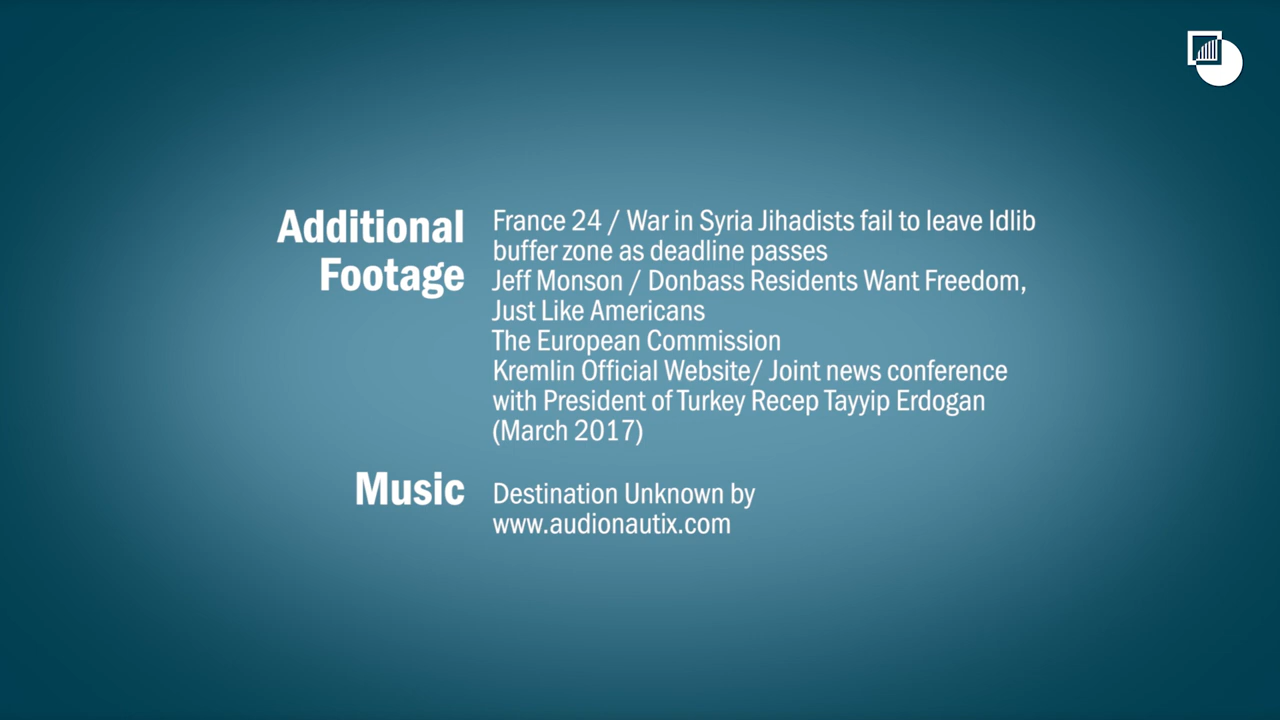 Additional
Footage
France 24 / War in Syria Jihadists fail to leave Idlib
buffer zone as deadline passes
Jeff Monson / Donbass Residents Want Freedom,
Just Like Americans
The European Commission
Kremlin Official Website/ Joint news conference
with President of Turkey Recep Tayyip Erdogan
(March 2017)
Music
Destination Unknown by
www.audionautix.com